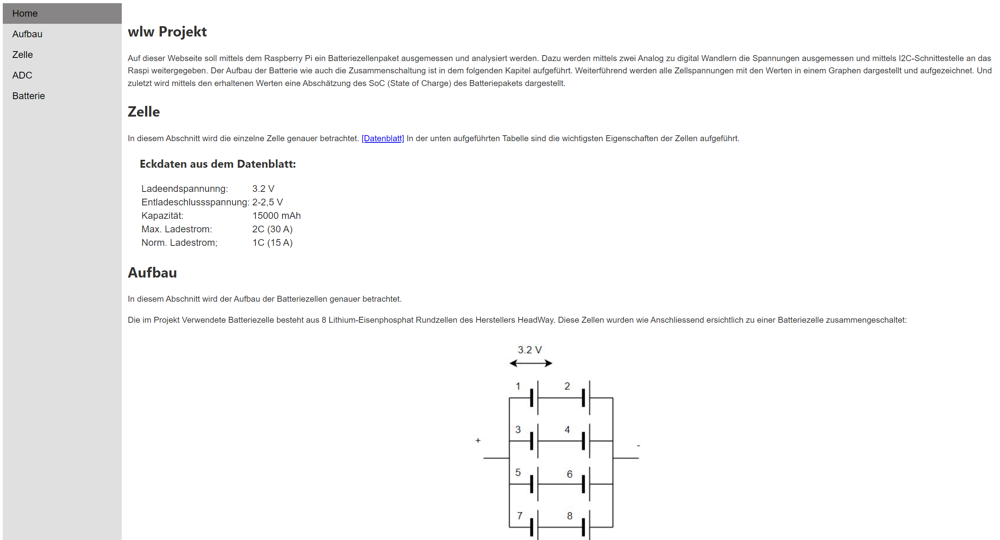 Home
Aufbau
Zelle
ADC
Batterie
wlw Projekt
Auf dieser Webseite soll mittels dem Raspberry Pi ein Batteriezellenpaket ausgemessen und analysiert werden. Dazu werden mittels zwei Analog zu digital Wandlern die Spannungen ausgemessen und mittels I2C-Schnittestelle an das
Raspi weitergegeben. Der Aufbau der Batterie wie auch die Zusammenschaltung ist in dem folgenden Kapitel aufgeführt. Weiterführend werden alle Zellspannungen mit den Werten in einem Graphen dargestellt und aufgezeichnet. Und
zuletzt wird mittels den erhaltenen Werten eine Abschätzung des SoC (State of Charge) des Batteriepakets dargestellt.
Zelle
In diesem Abschnitt wird die einzelne Zelle genauer betrachtet. [Datenblatt] In der unten aufgeführten Tabelle sind die wichtigsten Eigenschaften der Zellen aufgeführt.
Eckdaten aus dem Datenblatt:
Ladeendspannunng: 3.2 V
Entladeschlussspannung: 2-2,5 V
Kapazität: 15000 mAh
Max. Ladestrom: 2C (30 A)
Norm. Ladestrom; 1C (15 A)
Aufbau
In diesem Abschnitt wird der Aufbau der Batteriezellen genauer betrachtet.
Die im Projekt Verwendete Batteriezelle besteht aus 8 Lithium-Eisenphosphat Rundzellen des Herstellers HeadWay. Diese Zellen wurden wie Anschliessend ersichtlich zu einer Batteriezelle zusammengeschaltet:
3.2 V
1 2
3 4
+ -
5 6
7 8